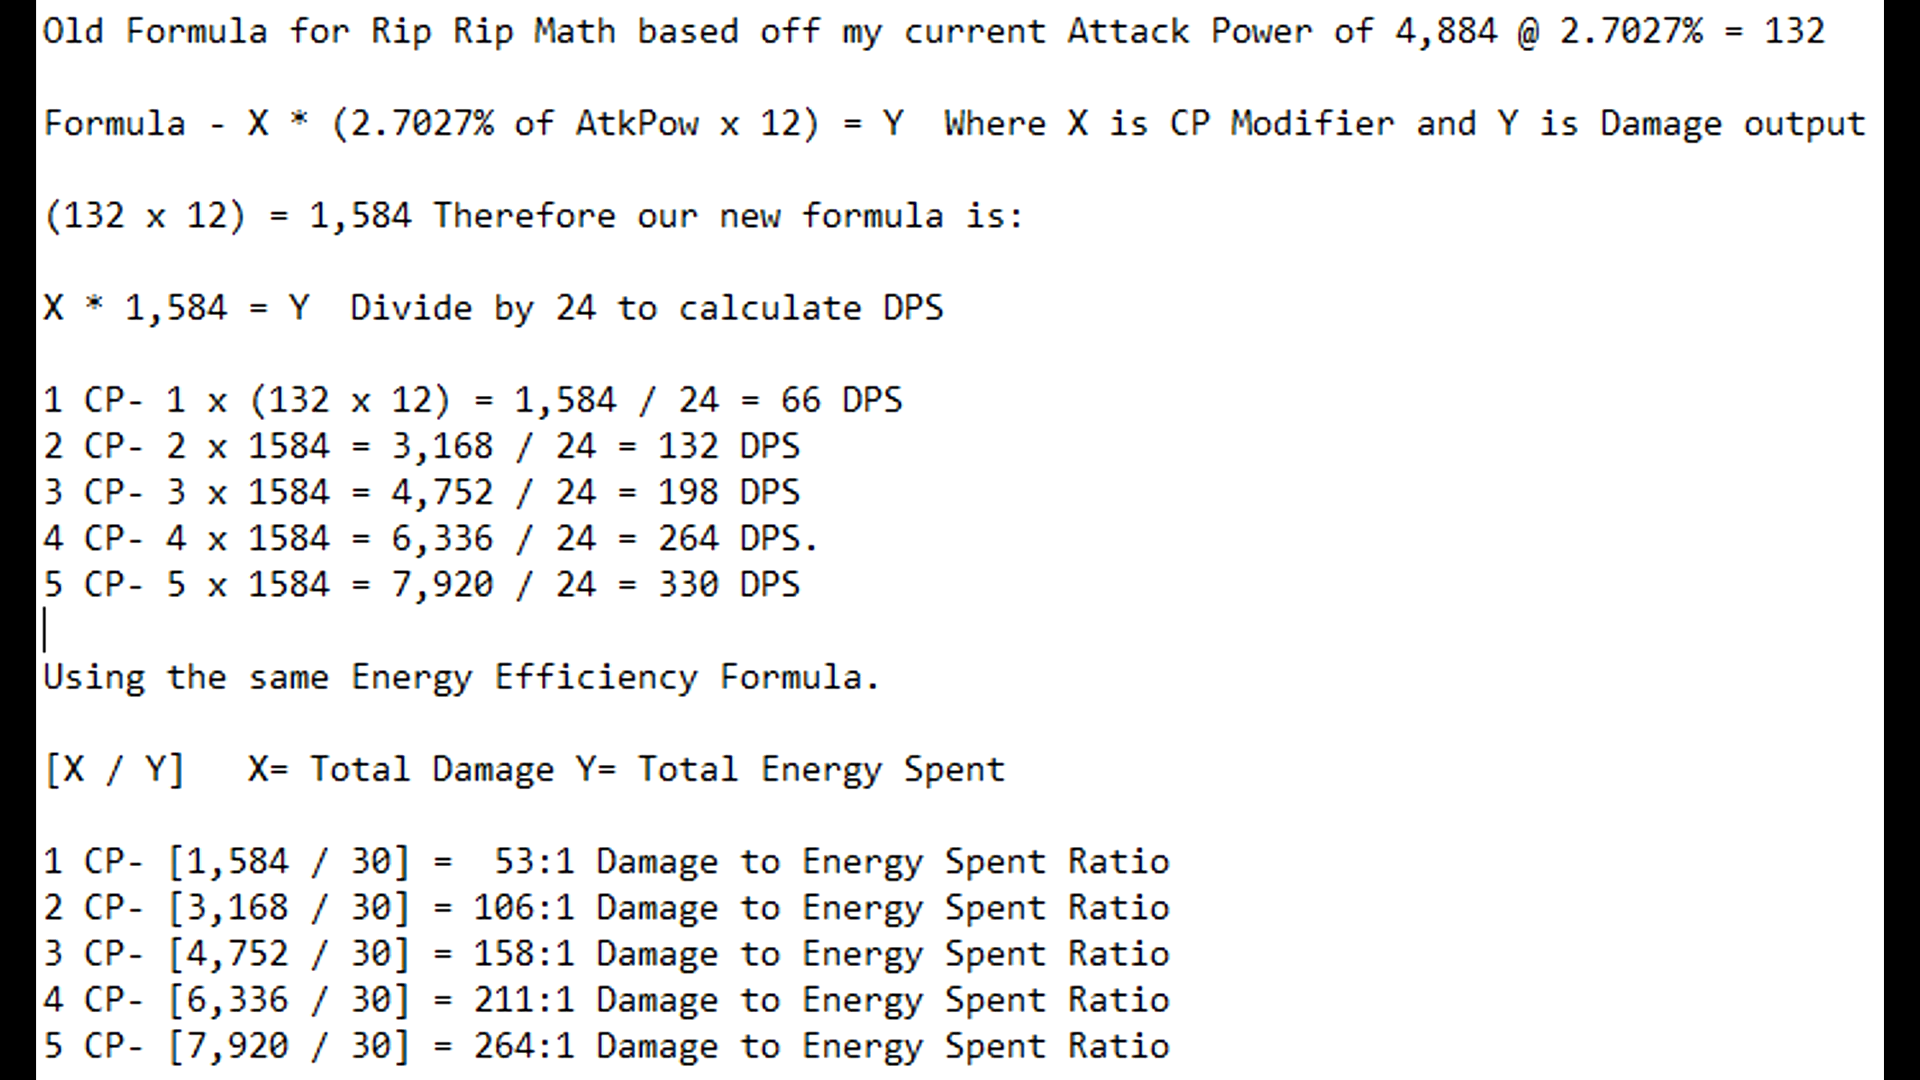 Old Formula for Rip Rip Math based off my current Attack Power of 4,884 @ 2.7027% = 132
Formula - X * (2.7027% of AtkPow x 12) = Y  Where X is CP Modifier and Y is Damage output
(132 x 12) = 1,584 Therefore our new formula is:
X * 1,584 = Y  Divide by 24 to calculate DPS
1 CP- 1 x (132 x 12) = 1,584 / 24 = 66 DPS
2 CP- 2 x 1584 = 3,168 / 24 = 132 DPS
3 CP- 3 x 1584 = 4,752 / 24 = 198 DPS
4 CP- 4 x 1584 = 6,336 / 24 = 264 DPS.
5 CP- 5 x 1584 = 7,920 / 24 = 330 DPS
Using the same Energy Efficiency Formula.
[X / Y]   X= Total Damage Y= Total Energy Spent
1 CP- [1,584 / 30] =  53:1 Damage to Energy Spent Ratio
2 CP- [3,168 / 30] = 106:1 Damage to Energy Spent Ratio
3 CP- [4,752 / 30] = 158:1 Damage to Energy Spent Ratio
4 CP- [6,336 / 30] = 211:1 Damage to Energy Spent Ratio
5 CP- [7,920 / 30] = 264:1 Damage to Energy Spent Ratio